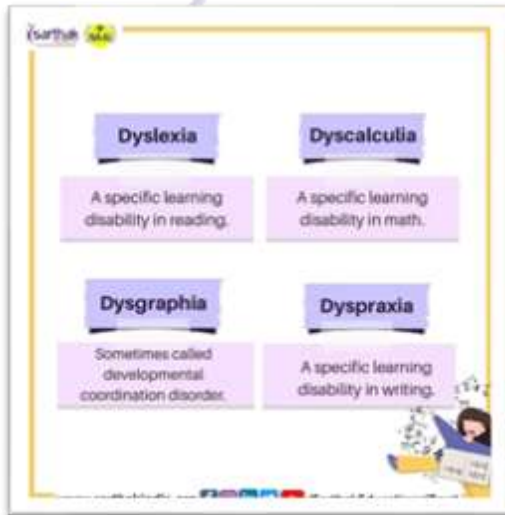 Sarthak
Dyslexia
A specific learning
disability in reading.
Dyscalculia
A specific learning
disability in math.
Dysgraphia
Sometimes called
developmental
coordination disorder.
Dyspraxia
A specific learning
disability in writing.